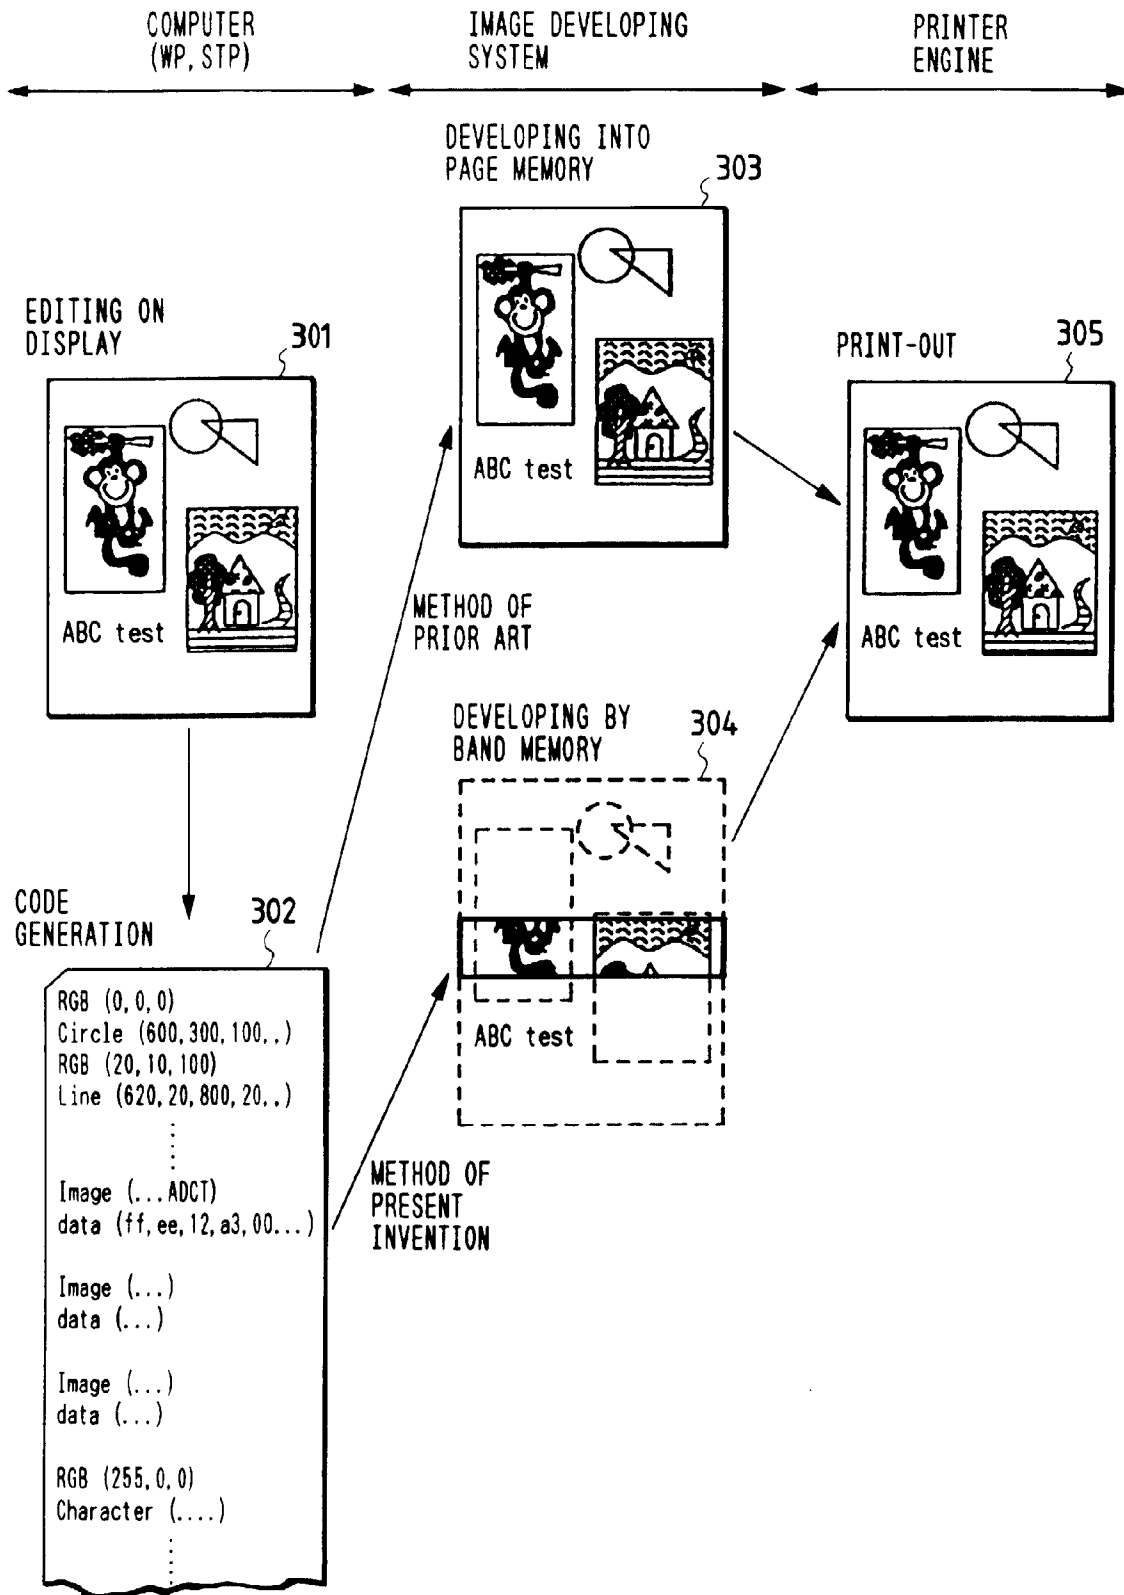 COMPUTER
(WP, STP)
IMAGE DEVELOPING
SYSTEM
PRINTER
ENGINE
DEVELOPING INTO
PAGE MEMORY
303
ABC test
EDITING ON
DISPLAY
301
ABC test
PRINT-OUT
305
ABC test
METHOD OF
PRIOR ART
DEVELOPING BY
BAND MEMORY
304
ABC test
CODE
GENERATION
302
RGB (0,0,0)
Circle (600,300,100..)
RGB (20,10,100)
Line (620,20,800,20..)
Image (...ADCT)
data (ff,ee,12,a3,00...)
Image (...)
data (...)
Image (...)
data (...)
RGB (255,0,0)
Character (....)
METHOD OF
PRESENT
INVENTION